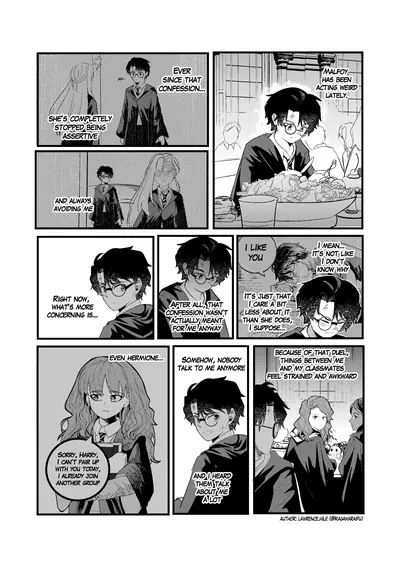 MALFOY
HAS BEEN
ACTING WEIRD
LATELY.
EVER
SINCE THAT
CONFESSION...
SHE'S COMPLETELY
STOPPED BEING
ASSERTIVE
AND ALWAYS
AVOIDING ME
I MEAN...
IT'S NOT LIKE
I DON'T
KNOW WHY
I LIKE
YOU
IT'S JUST THAT
I CARE A BIT
LESS ABOUT IT
THAN SHE DOES,
I SUPPOSE...
AFTER ALL, THAT
CONFESSION WASN'T
ACTUALLY MEANT
FOR ME ANYWAY
RIGHT NOW,
WHAT'S MORE
CONCERNING IS...
BECAUSE OF THAT DUEL,
THINGS BETWEEN ME
AND MY CLASSMATES
FEEL STRAINED AND AWKWARD
SOMEHOW, NOBODY
TALK TO ME ANYMORE
AND I HEARD
THEM TALK
ABOUT ME
A LOT
EVEN HERMIONE...
SORRY, HARRY,
I CAN'T PAIR UP
WITH YOU TODAY,
I ALREADY JOIN
ANOTHER GROUP
AUTHOR: LAWRENCE.HILE (@KAGAWARAIFU)